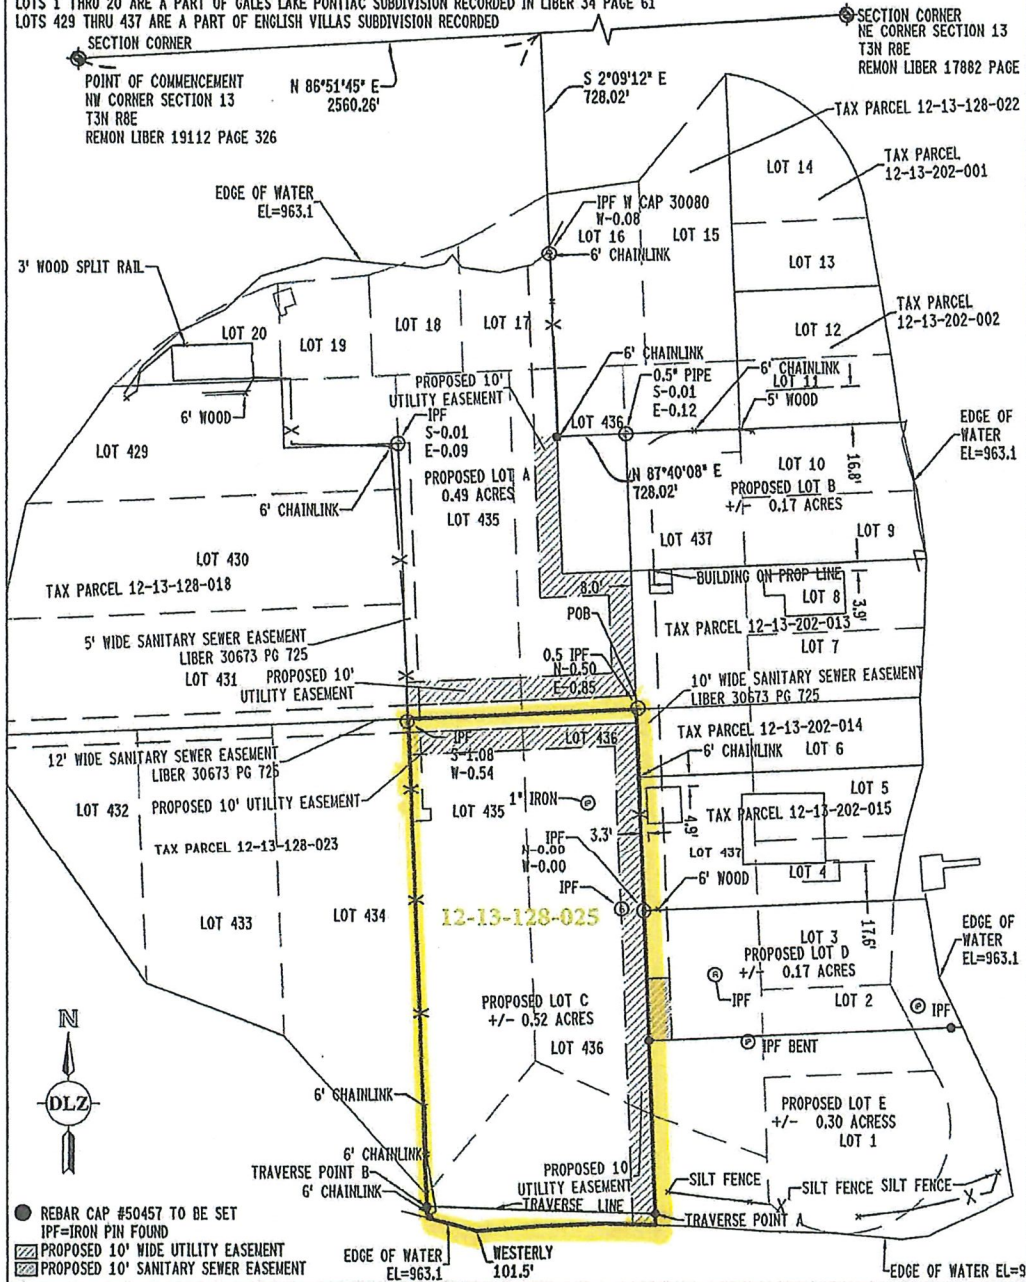 LOTS 1 THRU 20 ARE A PART OF GALES LAKE PONTIAC SUBDIVISION RECORDED IN LIBER 34 PAGE 61
LOTS 429 THRU 437 ARE A PART OF ENGLISH VILLAS SUBDIVISION RECORDED
SECTION CORNER
POINT OF COMMENCEMENT
NW CORNER SECTION 13
T3N R8E
REMON LIBER 19112 PAGE 326
N 86°51'45" E
2560.26'
S 2°09'12" E
728.02'
SECTION CORNER
NE CORNER SECTION 13
T3N R8E
REMON LIBER 17882 PAGE
TAX PARCEL 12-13-128-022
LOT 14
TAX PARCEL
12-13-202-001
EDGE OF WATER
EL=963.1
IPF W CAP 30080
W-0.08
LOT 16
LOT 15
6' CHAINLINK
3' WOOD SPLIT RAIL
LOT 13
TAX PARCEL
12-13-202-002
LOT 20
LOT 19
LOT 18
LOT 17
LOT 12
6' CHAINLINK
0.5" PIPE
S-0.01
E-0.12
6' CHAINLINK
LOT 11
5' WOOD
PROPOSED 10'
UTILITY EASEMENT
6' WOOD
IPF
S-0.01
E-0.09
LOT 436
EDGE OF
WATER
EL=963.1
LOT 429
6' CHAINLINK
PROPOSED LOT A
0.49 ACRES
LOT 435
N 87°40'08" E
728.02'
LOT 10
PROPOSED LOT B
+/- 0.17 ACRES
16.8'
LOT 430
LOT 437
LOT 9
TAX PARCEL 12-13-128-018
BUILDING ON PROP LINE
8.0'
LOT 8
3.9'
POB
TAX PARCEL 12-13-202-013
LOT 7
5' WIDE SANITARY SEWER EASEMENT
LIBER 30673 PG 725
LOT 431
PROPOSED 10'
UTILITY EASEMENT
0.5 IPF
N-0.50
E-0.85
10' WIDE SANITARY SEWER EASEMENT
LIBER 30673 PG 725
12' WIDE SANITARY SEWER EASEMENT
LIBER 30673 PG 725
IPF
S-1.08
W-0.54
LOT 436
TAX PARCEL 12-13-202-014
6' CHAINLINK
LOT 6
LOT 432
PROPOSED 10' UTILITY EASEMENT
LOT 435
1" IRON
LOT 5
TAX PARCEL 12-13-202-015
4.9'
TAX PARCEL 12-13-128-023
IPF
3.3'
N-0.00
W-0.00
LOT 437
IPF
6' WOOD
LOT 4
LOT 433
LOT 434
12-13-128-025
17.6'
EDGE OF
WATER
EL=963.1
LOT 3
PROPOSED LOT D
+/- 0.17 ACRES
IPF
LOT 2
IPF
PROPOSED LOT C
+/- 0.52 ACRES
LOT 436
IPF BENT
N
DLZ
6' CHAINLINK
PROPOSED LOT E
+/- 0.30 ACRESS
LOT 1
6' CHAINLINK
TRAVERSE POINT B
6' CHAINLINK
PROPOSED 10
UTILITY EASEMENT
TRAVERSE LINE
SILT FENCE
SILT FENCE
SILT FENCE
TRAVERSE POINT A
REBAR CAP #50457 TO BE SET
IPF=IRON PIN FOUND
PROPOSED 10' WIDE UTILITY EASEMENT
PROPOSED 10' SANITARY SEWER EASEMENT
EDGE OF WATER
EL=963.1
WESTERLY
101.5'
EDGE OF WATER EL=9